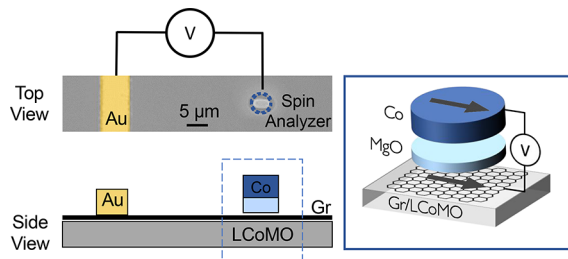 V
Top
View
Au
5 µm
Spin
Analyzer
Co
MgO
V
Gr/LCoMO
Side
View
Au
Co
Gr
LCoMO